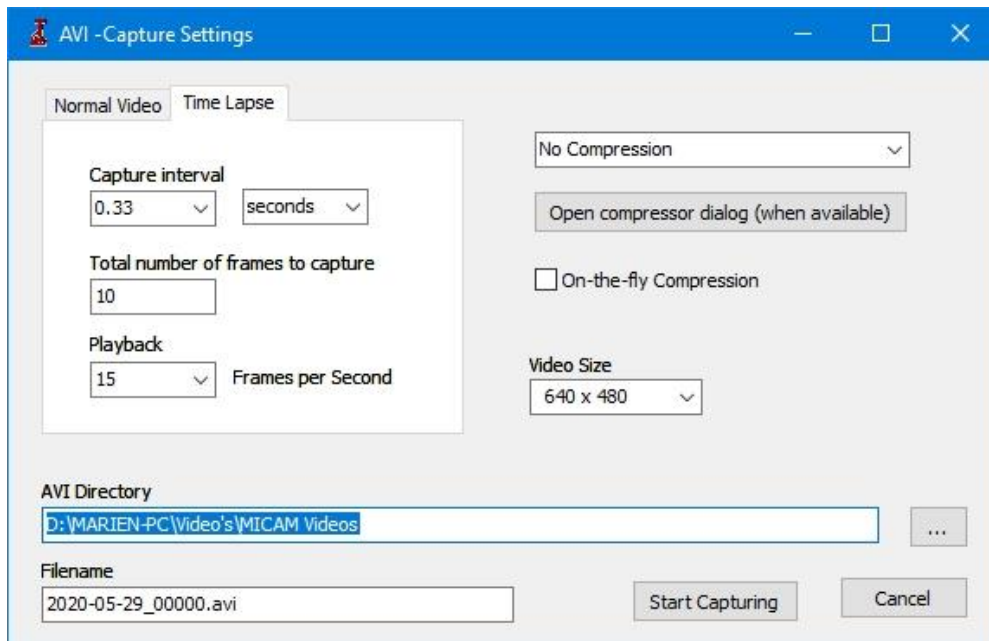 AVI -Capture Settings
Normal Video
Time Lapse
Capture interval
0.33
seconds
Total number of frames to capture
10
Playback
15
Frames per Second
No Compression
Open compressor dialog (when available)
On-the-fly Compression
Video Size
640 x 480
AVI Directory
D:\MARIEN-PC\Video's\MICAM Videos
...
Filename
2020-05-29_00000.avi
Start Capturing
Cancel